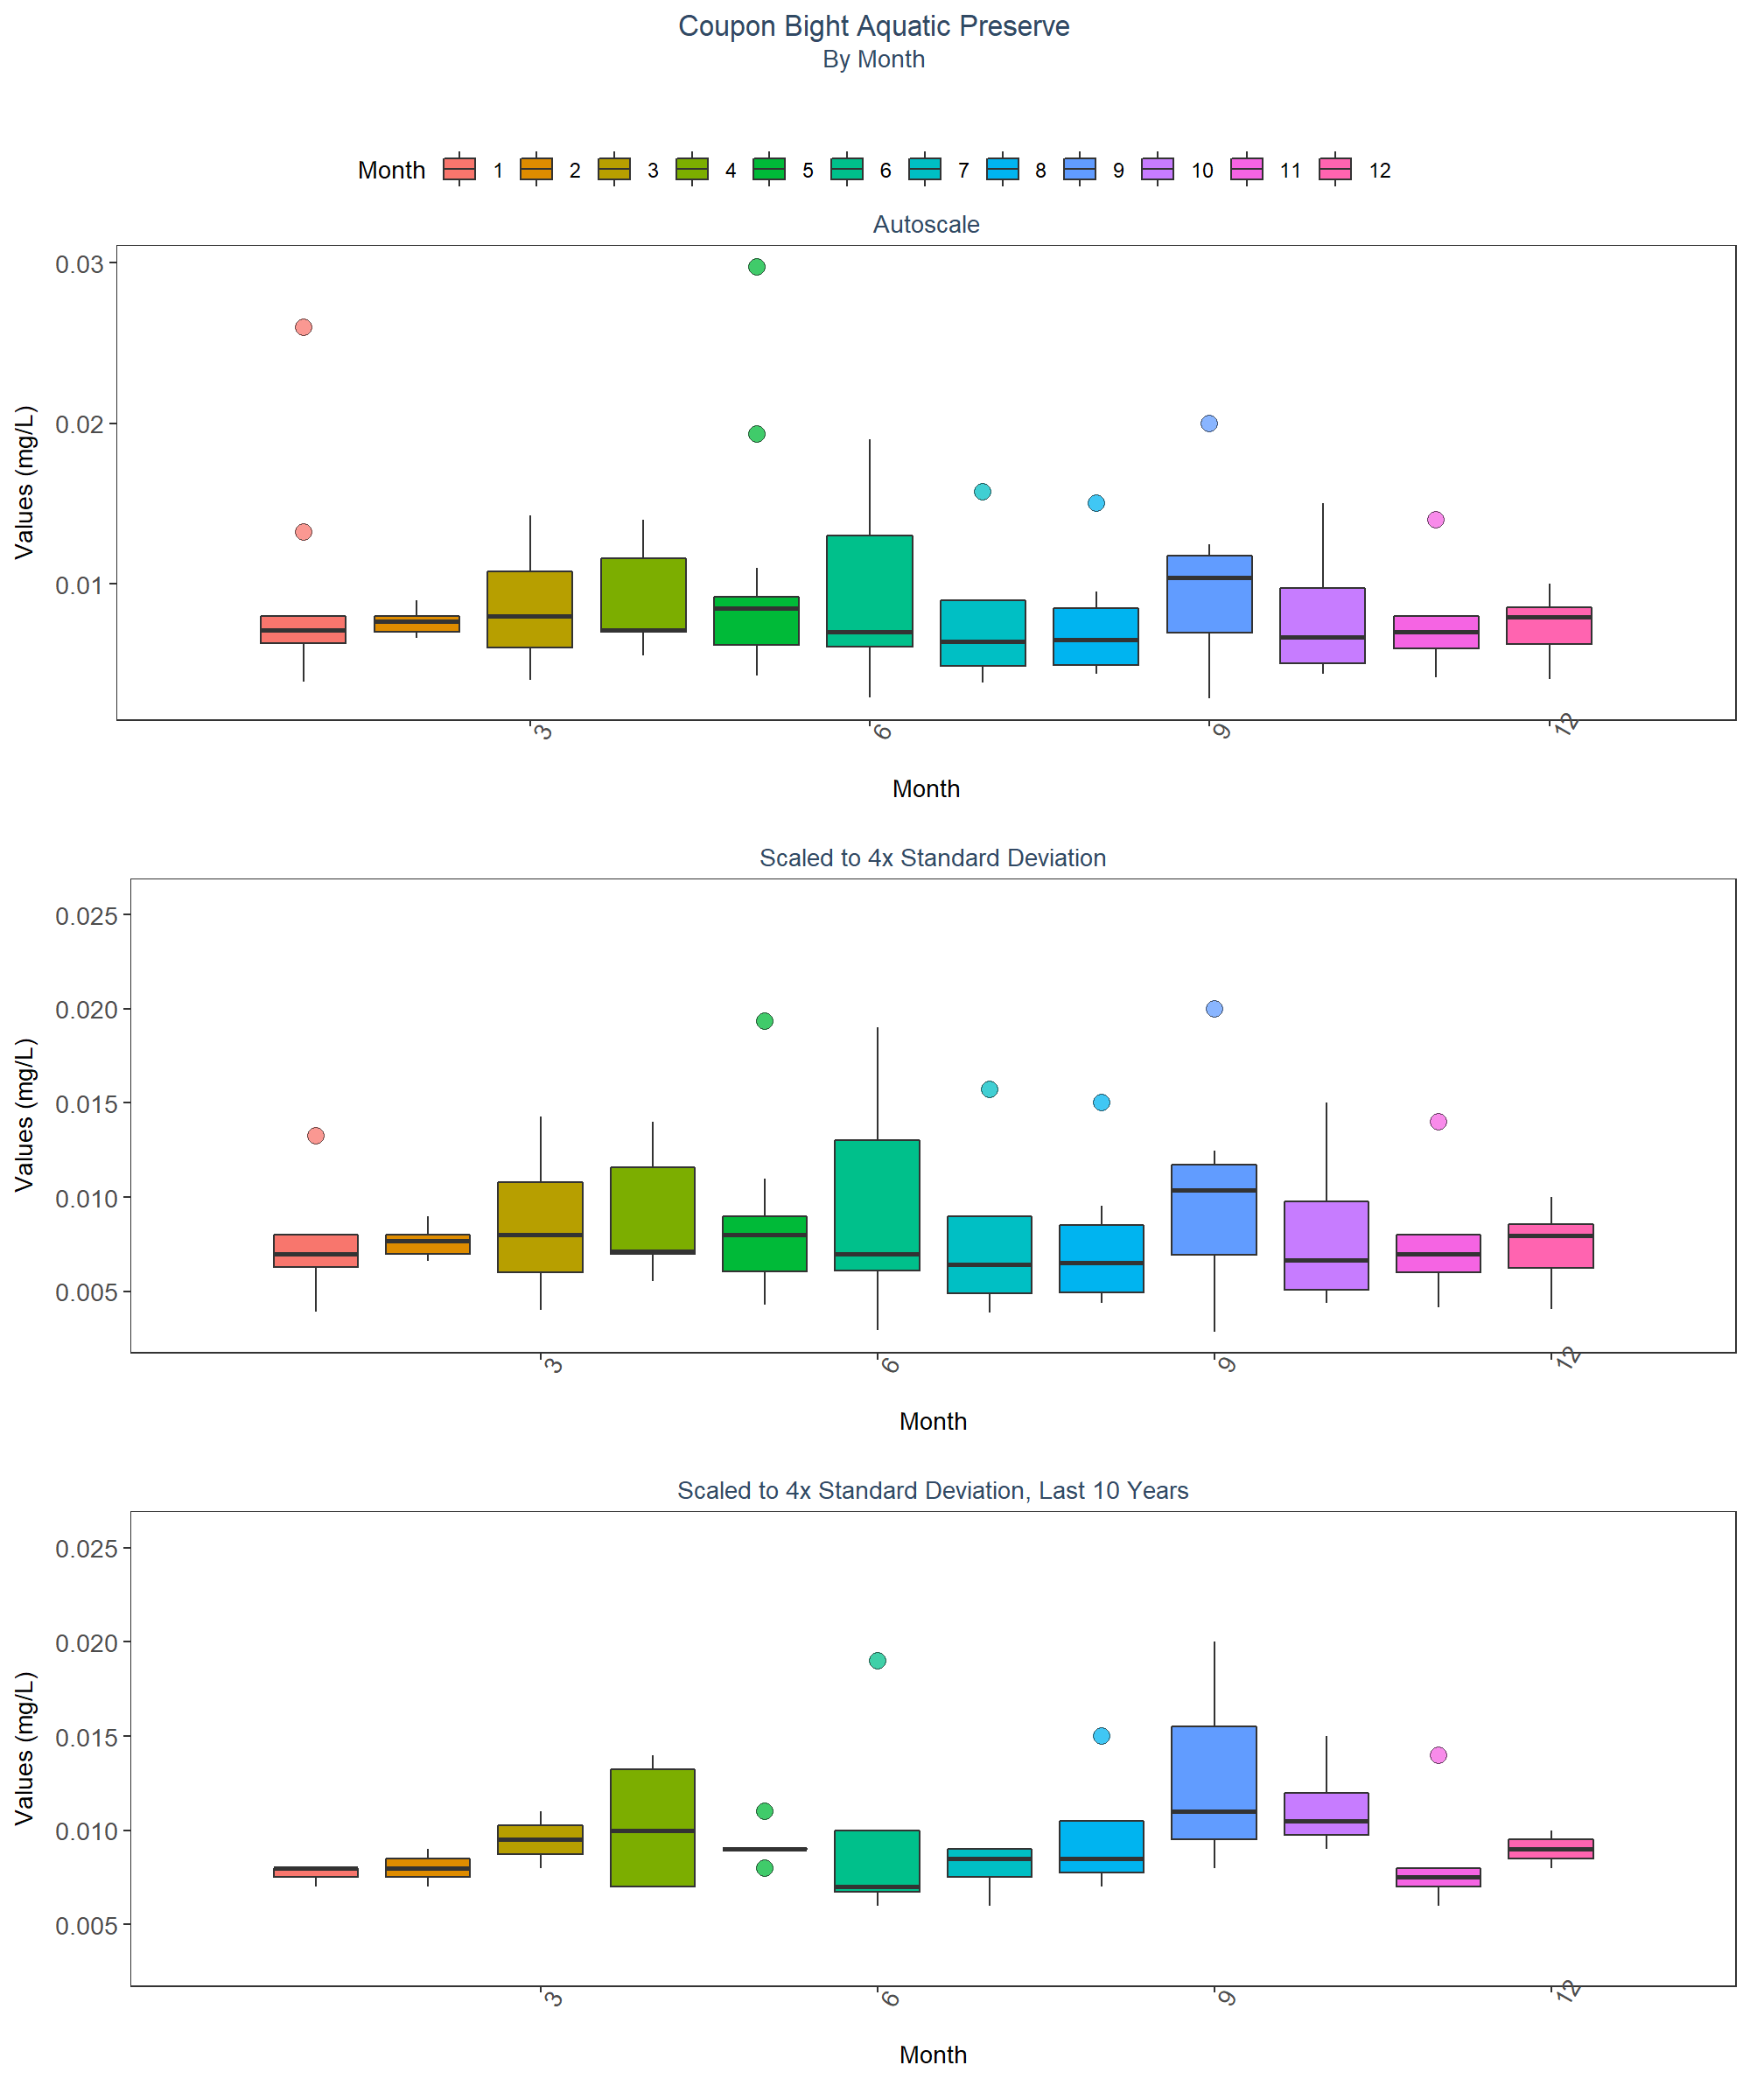 Coupon Bight Aquatic Preserve
By Month
Month 1 2 3 4 5 6 7 8 9 10 11 12
Autoscale
Values (mg/L)
0.03
0.02
0.01
3 6 9 12
Month
Scaled to 4x Standard Deviation
Values (mg/L)
0.025
0.020
0.015
0.010
0.005
3 6 9 12
Month
Scaled to 4x Standard Deviation, Last 10 Years
Values (mg/L)
0.025
0.020
0.015
0.010
0.005
3 6 9 12
Month